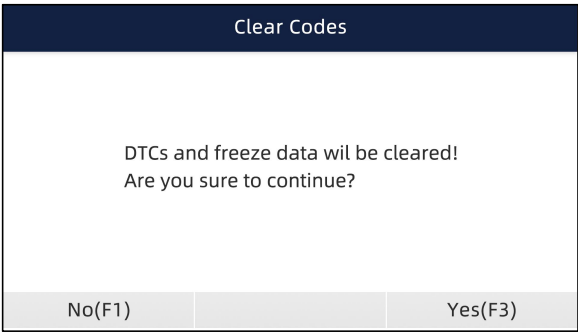 Clear Codes
DTCs and freeze data wil be cleared!
Are you sure to continue?
No(F1)
Yes(F3)